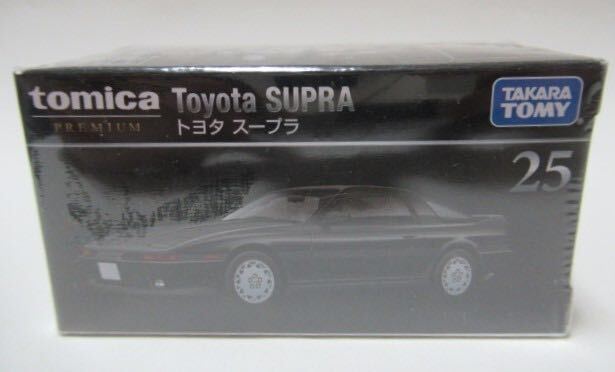 tomica
PREMIUM
Toyota SUPRA
トヨタ スープラ
TAKARA
TOMY
25